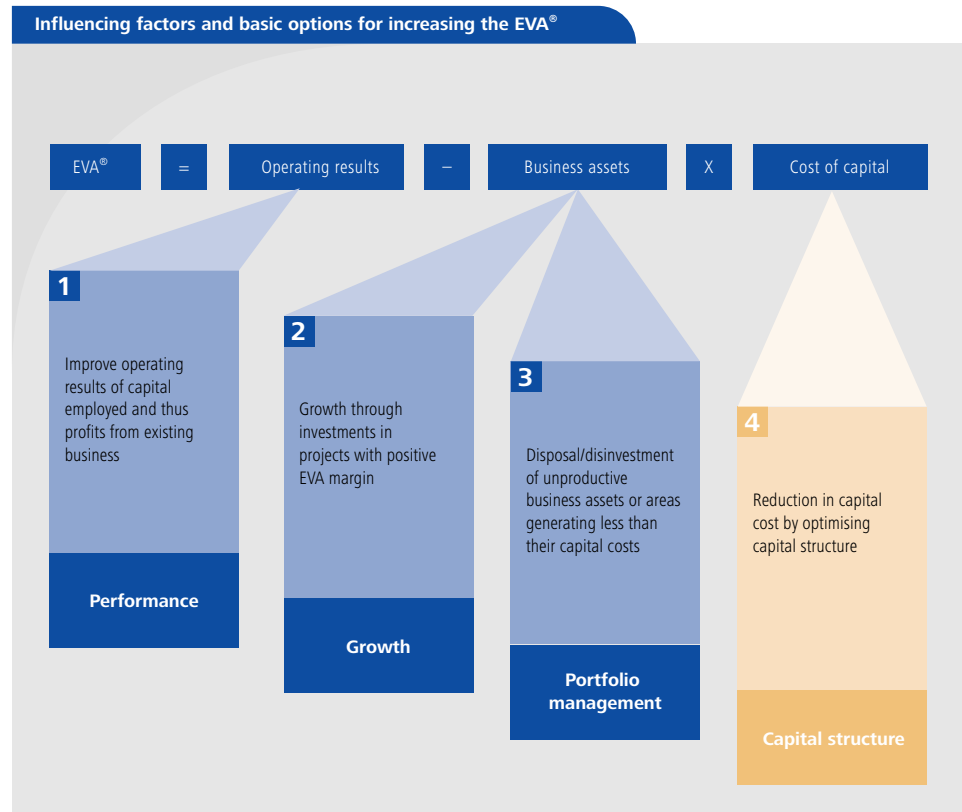 Influencing factors and basic options for increasing the EVA®
EVA® = Operating results – Business assets X Cost of capital
1
Improve operating
results of capital
employed and thus
profits from existing
business
Performance
2
Growth through
investments in
projects with positive
EVA margin
Growth
3
Disposal/disinvestment
of unproductive
business assets or areas
generating less than
their capital costs
Portfolio
management
4
Reduction in capital
cost by optimising
capital structure
Capital structure